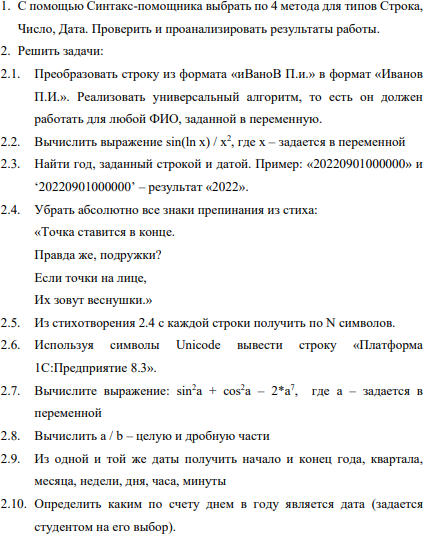 1. С помощью Синтакс-помощника выбрать по 4 метода для типов Строка,
Число, Дата. Проверить и проанализировать результаты работы.
2. Решить задачи:
2.1. Преобразовать строку из формата «иВаноВ П.и.» в формат «Иванов
П.И.». Реализовать универсальный алгоритм, то есть он должен
работать для любой ФИО, заданной в переменную.
2.2. Вычислить выражение sin(ln x) / x², где x – задается в переменной
2.3. Найти год, заданный строкой и датой. Пример: «20220901000000» и
‘20220901000000’ – результат «2022».
2.4. Убрать абсолютно все знаки препинания из стиха:
«Точка ставится в конце.
Правда же, подружки?
Если точки на лице,
Их зовут веснушки.»
2.5. Из стихотворения 2.4 с каждой строки получить по N символов.
2.6. Используя символы Unicode вывести строку «Платформа
1С:Предприятие 8.3».
2.7. Вычислите выражение: sin²a + cos²a – 2*a⁷, где a – задается в
переменной
2.8. Вычислить a / b – целую и дробную части
2.9. Из одной и той же даты получить начало и конец года, квартала,
месяца, недели, дня, часа, минуты
2.10. Определить каким по счету днем в году является дата (задается
студентом на его выбор).